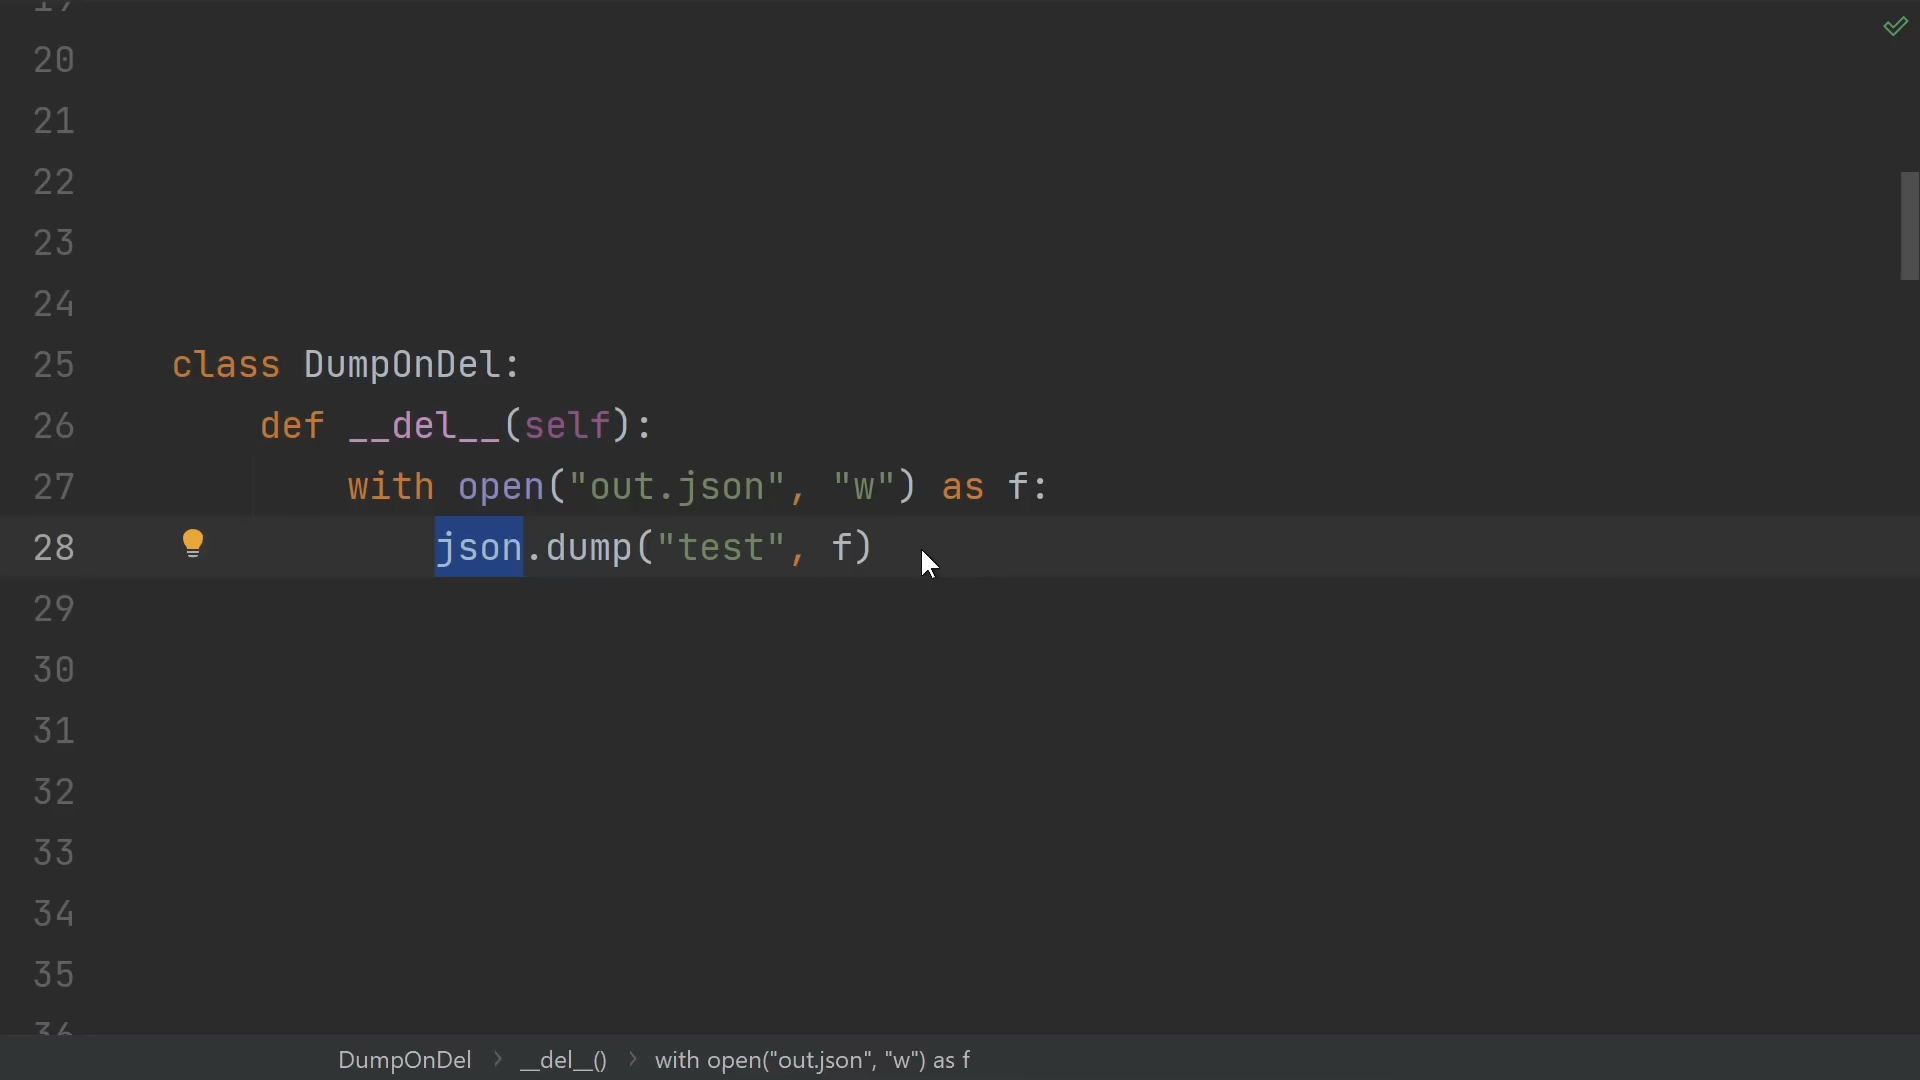 20
21
22
23
24
25 class DumpOnDel:
26 def __del__(self):
27 with open("out.json", "w") as f:
28 json.dump("test", f)
29
30
31
32
33
34
35
DumpOnDel › __del__() › with open("out.json", "w") as f